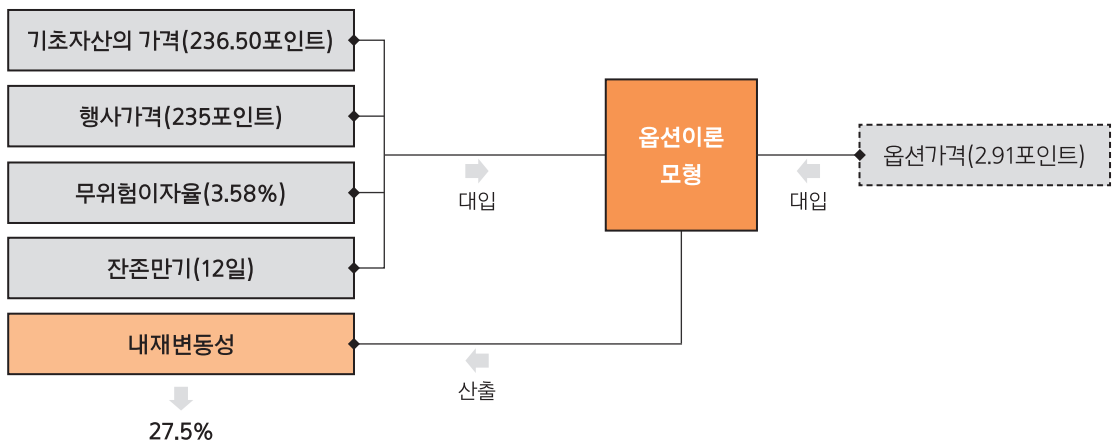 기초자산의 가격(236.50포인트)
행사가격(235포인트)
무위험이자율(3.58%)
잔존만기(12일)
내재변동성
27.5%
대입
산출
옵션이론
모형
대입
옵션가격(2.91포인트)